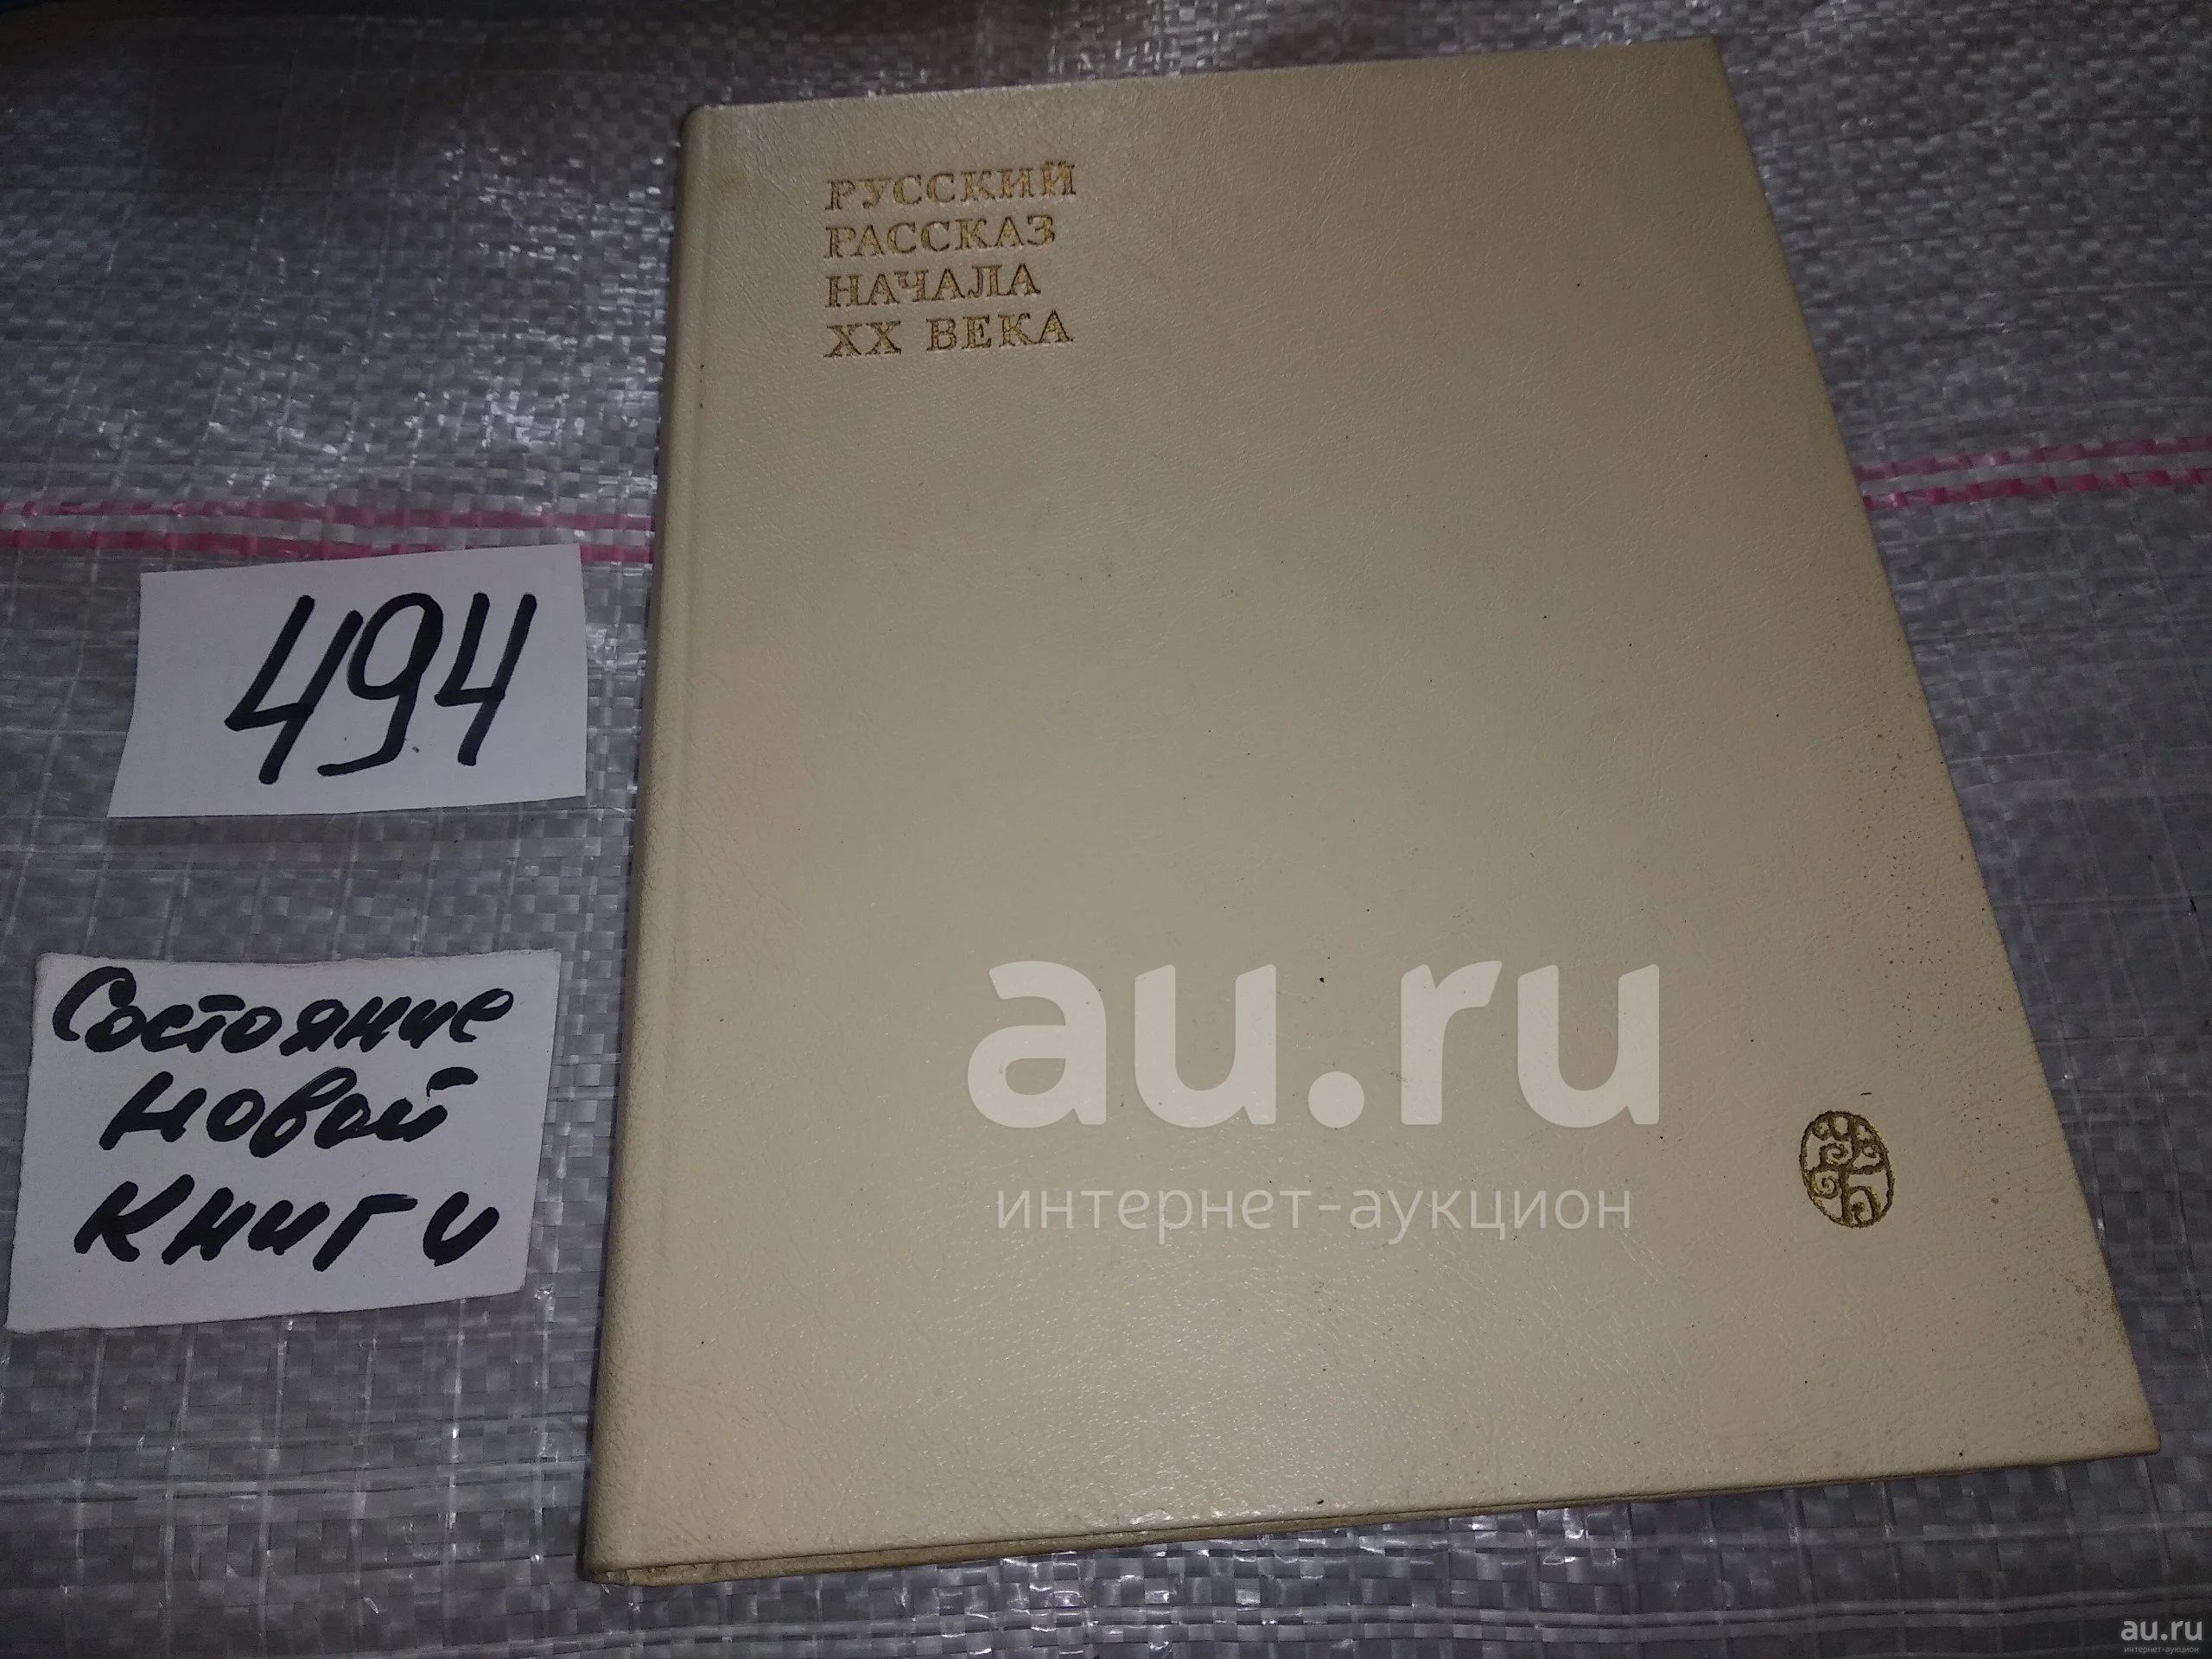 РУССКИЙ
РАССКАЗ
НАЧАЛА
XX ВЕКА
494
Состояние
новой
книги
au.ru
интернет-аукцион
au.ru
интернет-аукцион